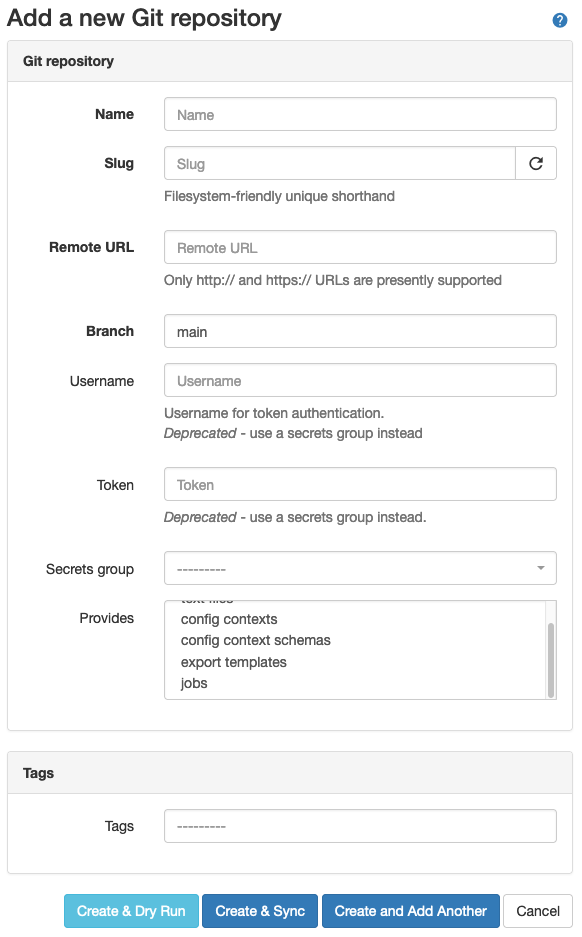 Add a new Git repository
?
Git repository
Name
Name
Slug
Slug
Filesystem-friendly unique shorthand
Remote URL
Remote URL
Only http:// and https:// URLs are presently supported
Branch
main
Username
Username
Username for token authentication.
Deprecated - use a secrets group instead
Token
Token
Deprecated - use a secrets group instead.
Secrets group
---------
Provides
text files
config contexts
config context schemas
export templates
jobs
Tags
Tags
---------
Create & Dry Run
Create & Sync
Create and Add Another
Cancel